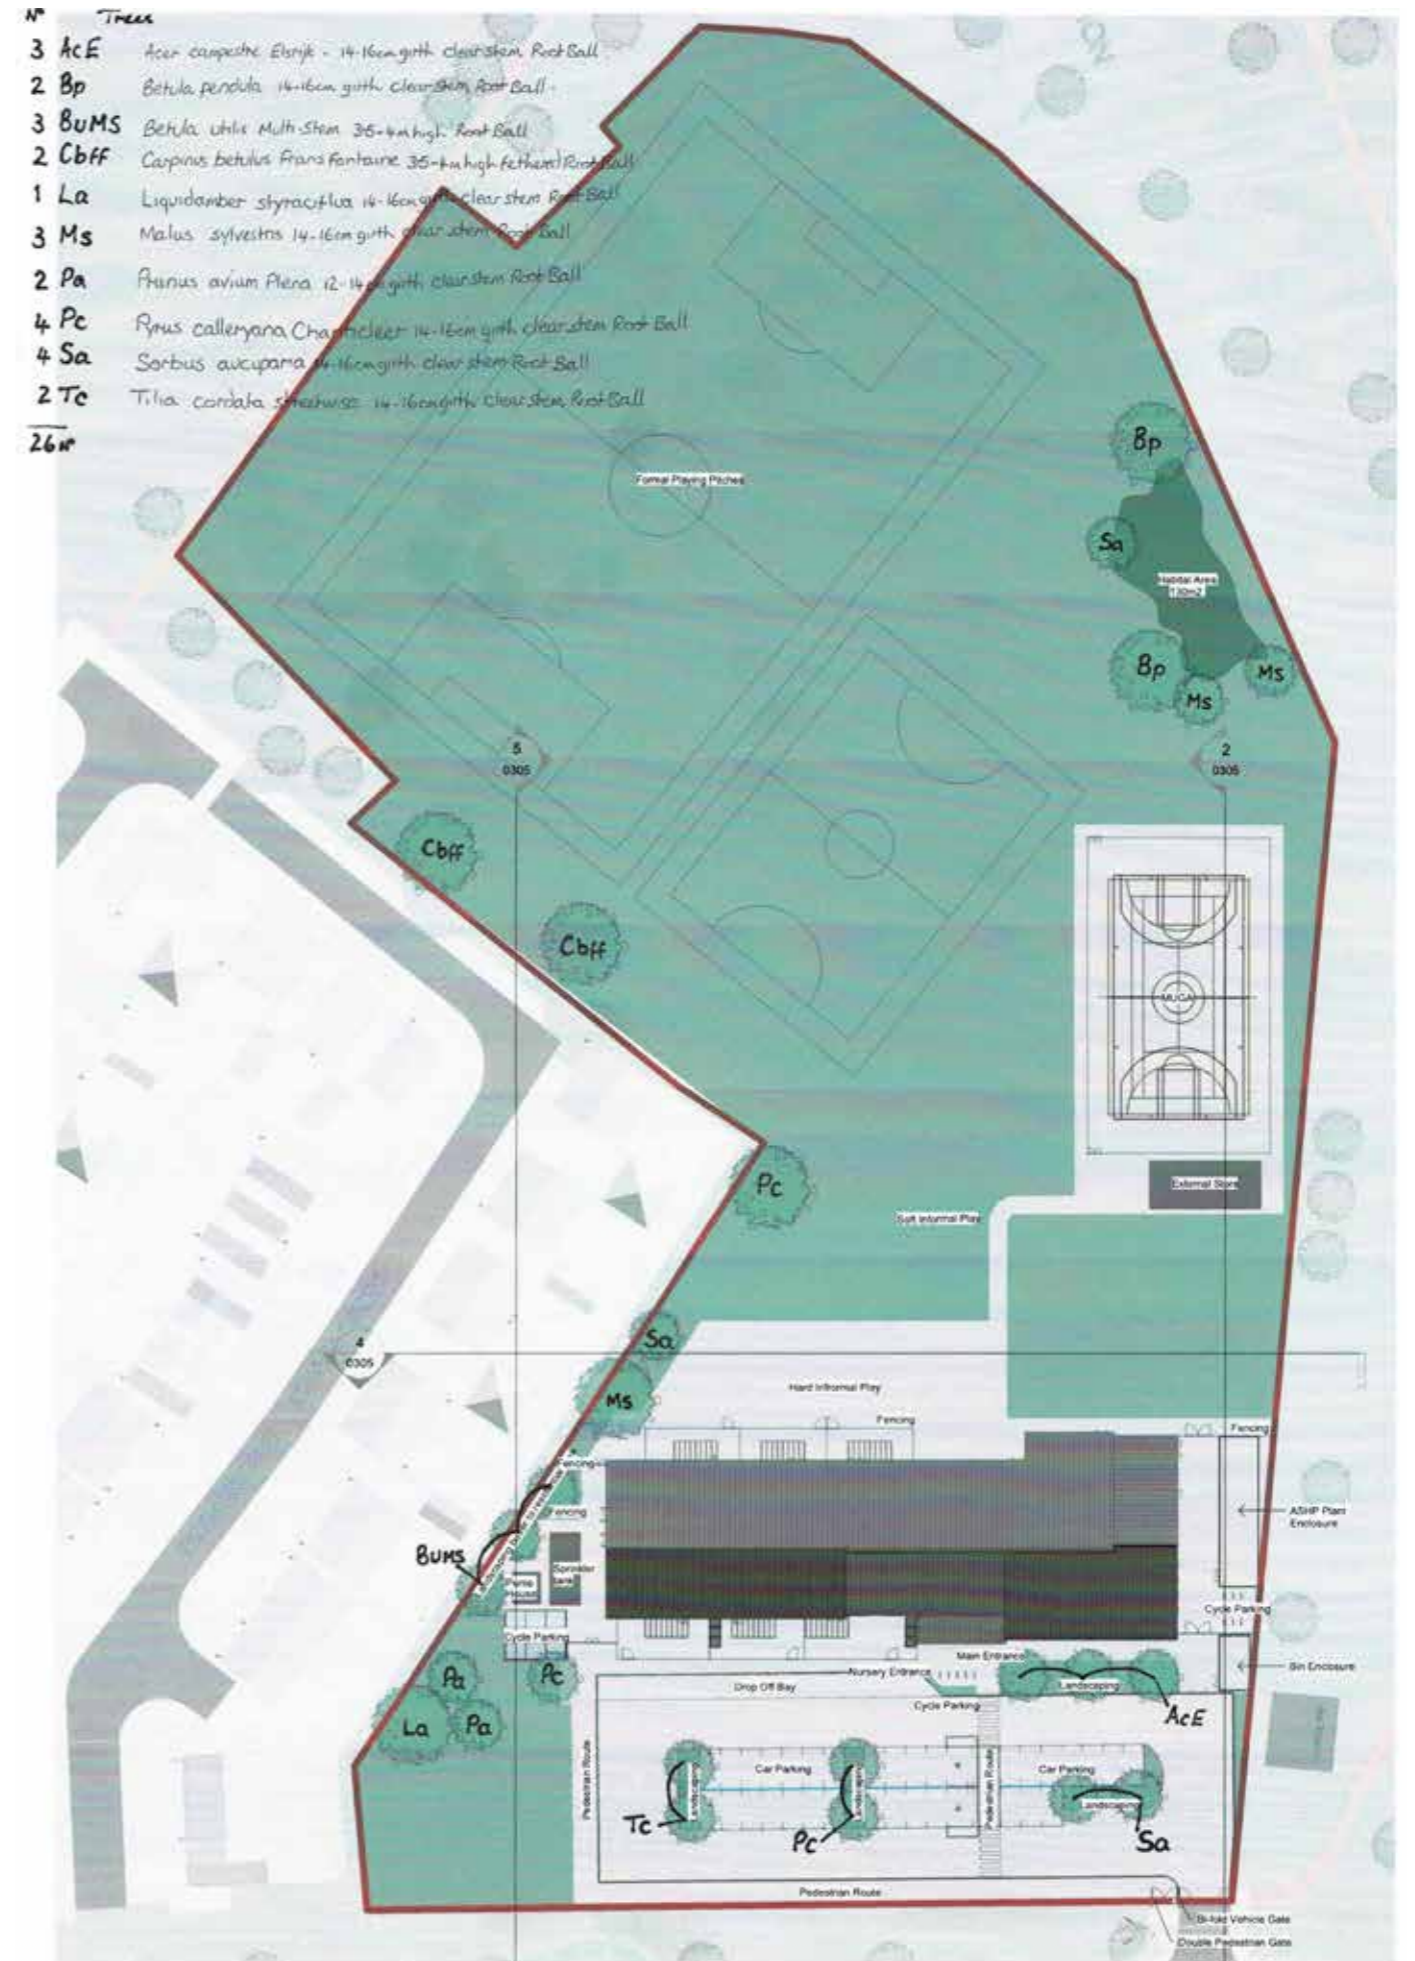 No Trees
3 AcE Acer campestre Elsrijk - 14-16cm girth clear stem Root Ball
2 Bp Betula pendula 14-16cm girth clear stem Root Ball
3 BUMS Betula utilis Multi-Stem 3.5-4m high Root Ball
2 Cbff Carpinus betulus Frans Fontaine 3.5-4m high fethered Root Ball
1 La Liquidamber styraciflua 14-16cm girth clear stem Root Ball
3 Ms Malus sylvestris 14-16cm girth clear stem Root Ball
2 Pa Prunus avium Plena 12-14cm girth clear stem Root Ball
4 Pc Pyrus calleryana Chanticleer 14-16cm girth clear stem Root Ball
4 Sa Sorbus aucuparia 14-16cm girth clear stem Root Ball
2 Tc Tilia cordata streetwise 14-16cm girth clear stem Root Ball
26 No
Bp
Formal Playing Pitches
Sa
Habitat Area
130m2
Bp
Ms
Ms
5
0305
2
0305
Cbff
Cbff
MUGA
Pc
External Store
Soft Informal Play
Sa
4
0305
Hard Infromal Play
Ms
Fencing
Fencing
Fencing
Fencing
Landscaping
ASHP Plant
Enclosure
BUMS
Sprinkler
tank
Cycle Parking
Cycle Parking
Main Entrance
Nursery Entrance
Bin Enclosure
Pa
Pc
Drop Off Bay
Landscaping
La
Pa
Cycle Parking
AcE
Pedestrian Route
Car Parking
Pedestrian Route
Car Parking
Landscaping
Landscaping
Landscaping
Tc
Pc
Sa
Pedestrian Route
Bi-fold Vehicle Gate
Double Pedestrian Gate